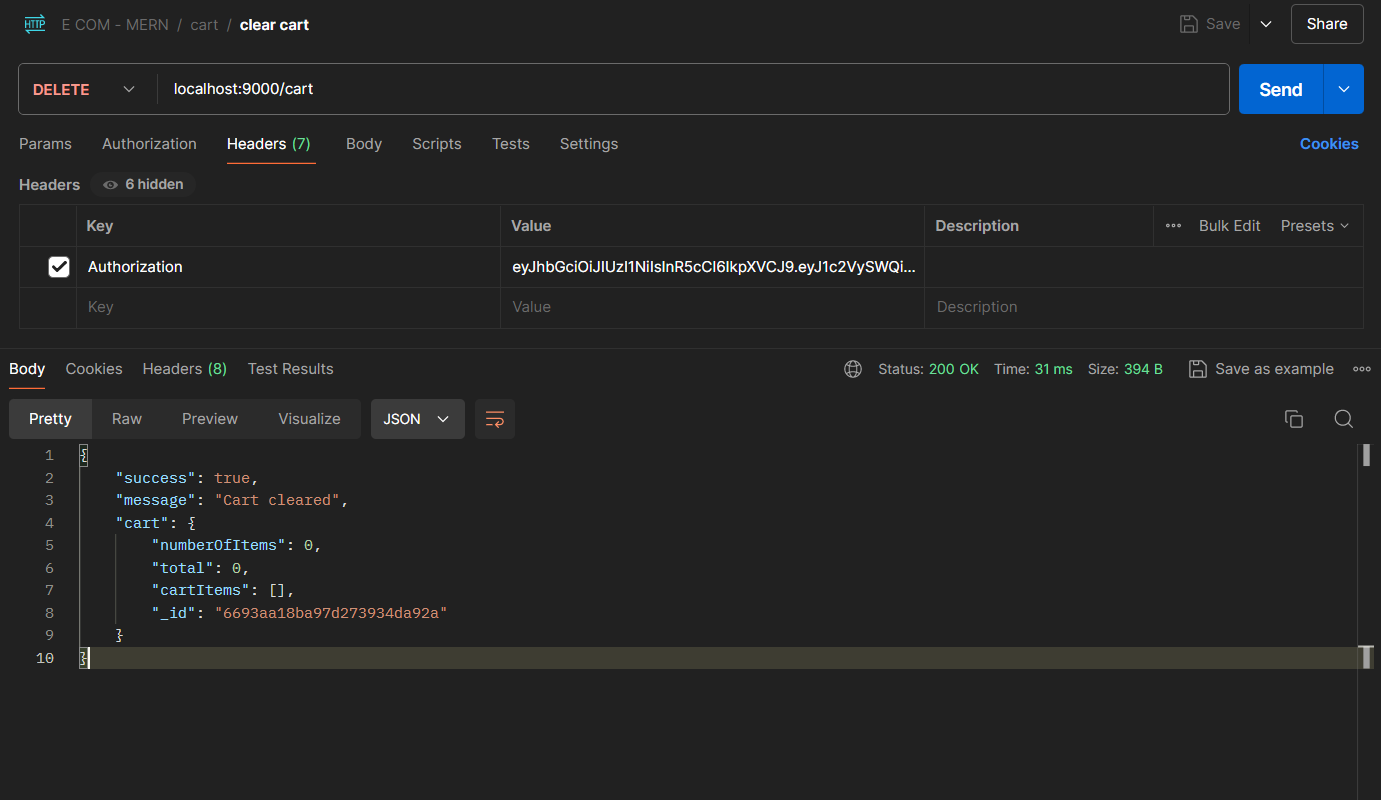 HTTP E COM - MERN / cart / clear cart Save Share
DELETE localhost:9000/cart Send
Params Authorization Headers (7) Body Scripts Tests Settings Cookies
Headers 6 hidden
Key Value Description Bulk Edit Presets
Authorization eyJhbGciOiJIUzI1NiIsInR5cCI6IkpXVCJ9.eyJ1c2VySWQi...
Key Value Description
Body Cookies Headers (8) Test Results Status: 200 OK Time: 31 ms Size: 394 B Save as example
Pretty Raw Preview Visualize JSON
1 {
2 "success": true,
3 "message": "Cart cleared",
4 "cart": {
5 "numberOfItems": 0,
6 "total": 0,
7 "cartItems": [],
8 "_id": "6693aa18ba97d273934da92a"
9 }
10 }